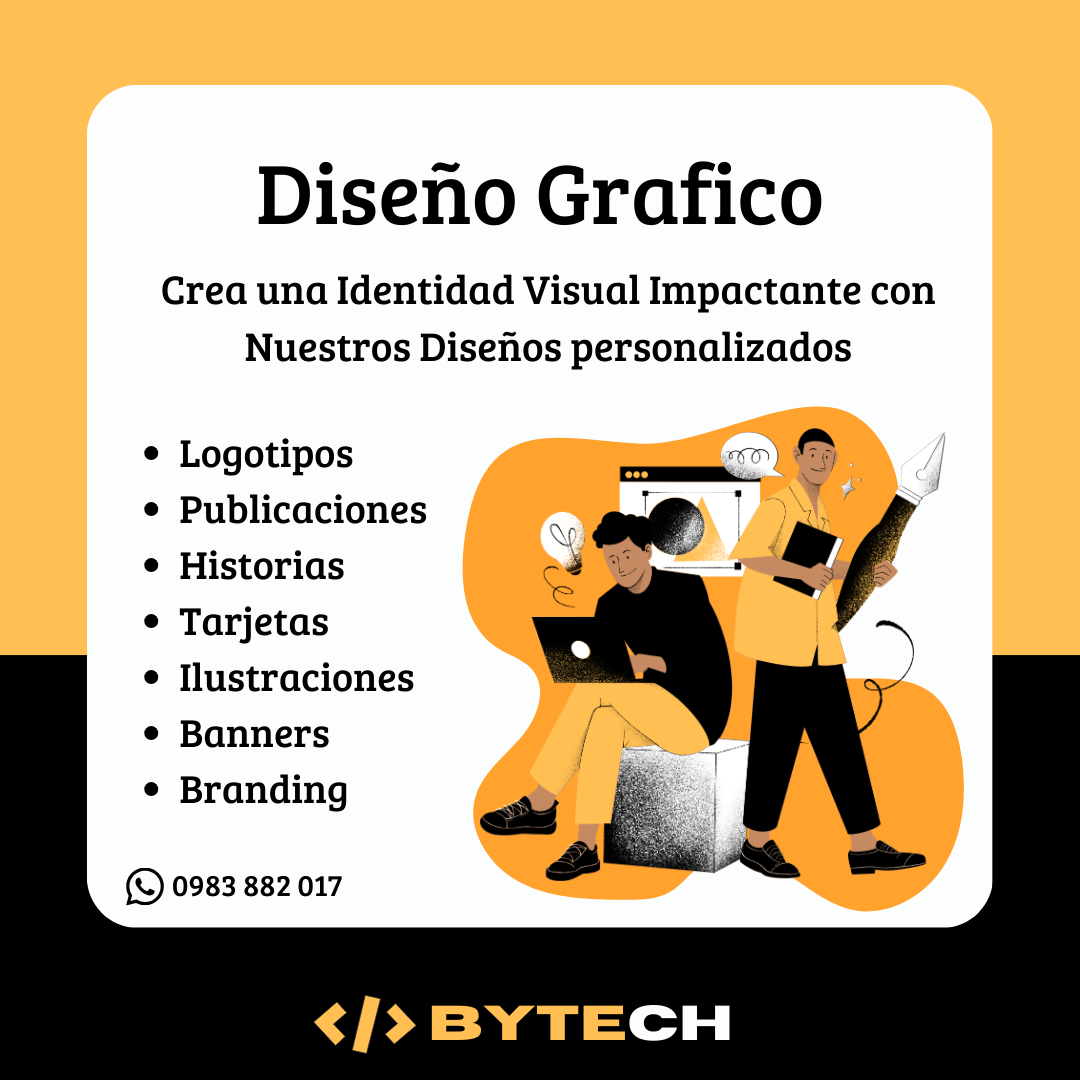 Diseño Grafico
Crea una Identidad Visual Impactante con
Nuestros Diseños personalizados
• Logotipos
• Publicaciones
• Historias
• Tarjetas
• Ilustraciones
• Banners
• Branding
0983 882 017
</> BYTECH